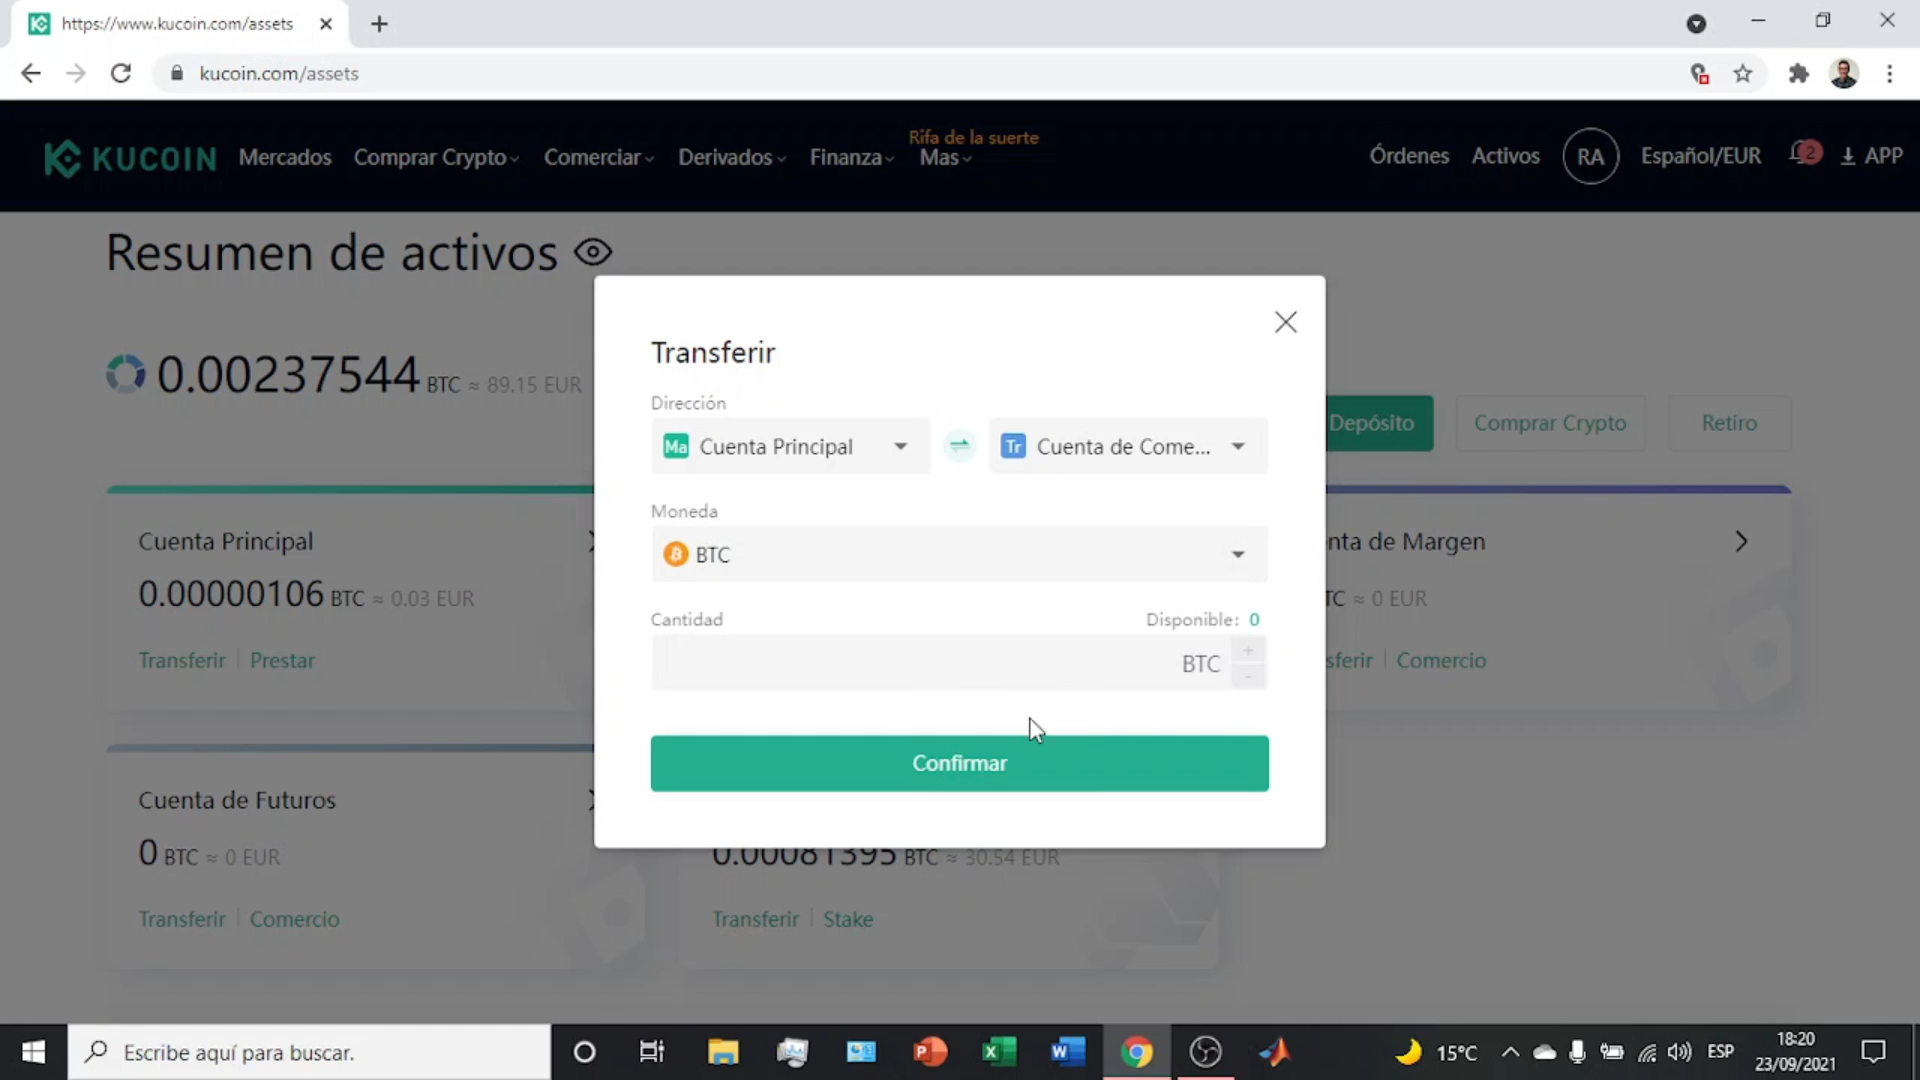 https://www.kucoin.com/assets
kucoin.com/assets
KUCOIN Mercados Comprar Crypto Comerciar Derivados Finanza Rifa de la suerte Mas Órdenes Activos RA Español/EUR 2 APP
Resumen de activos
0.00237544 BTC ≈ 89.15 EUR
Depósito Comprar Crypto Retiro
Transferir
Dirección
Ma Cuenta Principal Tr Cuenta de Come...
Moneda
BTC
Cantidad Disponible: 0
BTC + -
Confirmar
Cuenta Principal
0.00000106 BTC ≈ 0.03 EUR
Transferir Prestar
nta de Margen
TC ≈ 0 EUR
sferir Comercio
Cuenta de Futuros
0 BTC ≈ 0 EUR
Transferir Comercio
0.00081395 BTC ≈ 30.54 EUR
Transferir Stake
Escribe aquí para buscar.
15°C ESP 18:20
23/09/2021